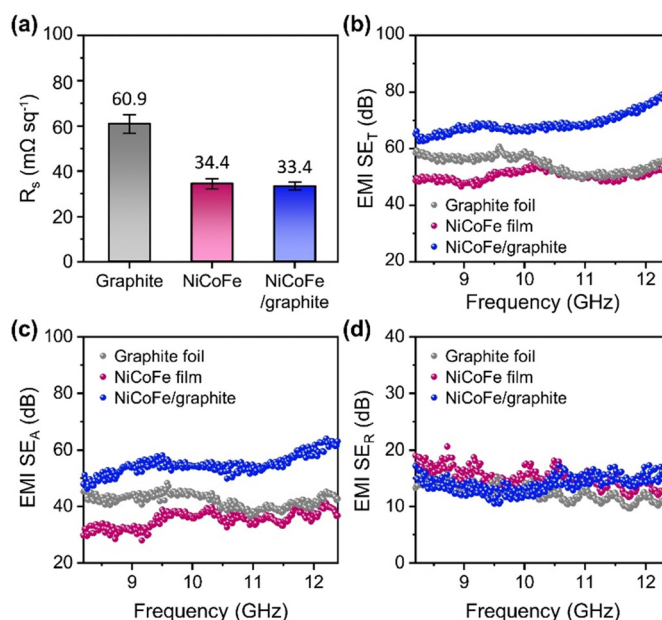 (a)
100
80
60
40
20
0
Rs (mΩ sq⁻¹)
60.9
34.4
33.4
Graphite
NiCoFe
NiCoFe
/graphite
(b)
100
80
60
40
20
EMI SET (dB)
Graphite foil
NiCoFe film
NiCoFe/graphite
9
10
11
12
Frequency (GHz)
(c)
100
80
60
40
20
EMI SEA (dB)
Graphite foil
NiCoFe film
NiCoFe/graphite
9
10
11
12
Frequency (GHz)
(d)
40
30
20
10
0
EMI SER (dB)
Graphite foil
NiCoFe film
NiCoFe/graphite
9
10
11
12
Frequency (GHz)